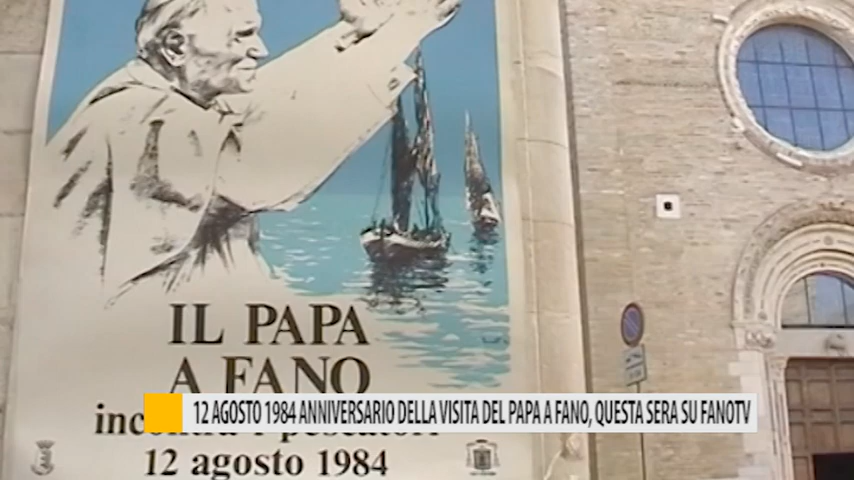 IL PAPA
A FANO
12 AGOSTO 1984 ANNIVERSARIO DELLA VISITA DEL PAPA A FANO, QUESTA SERA SU FANOTV
12 agosto 1984